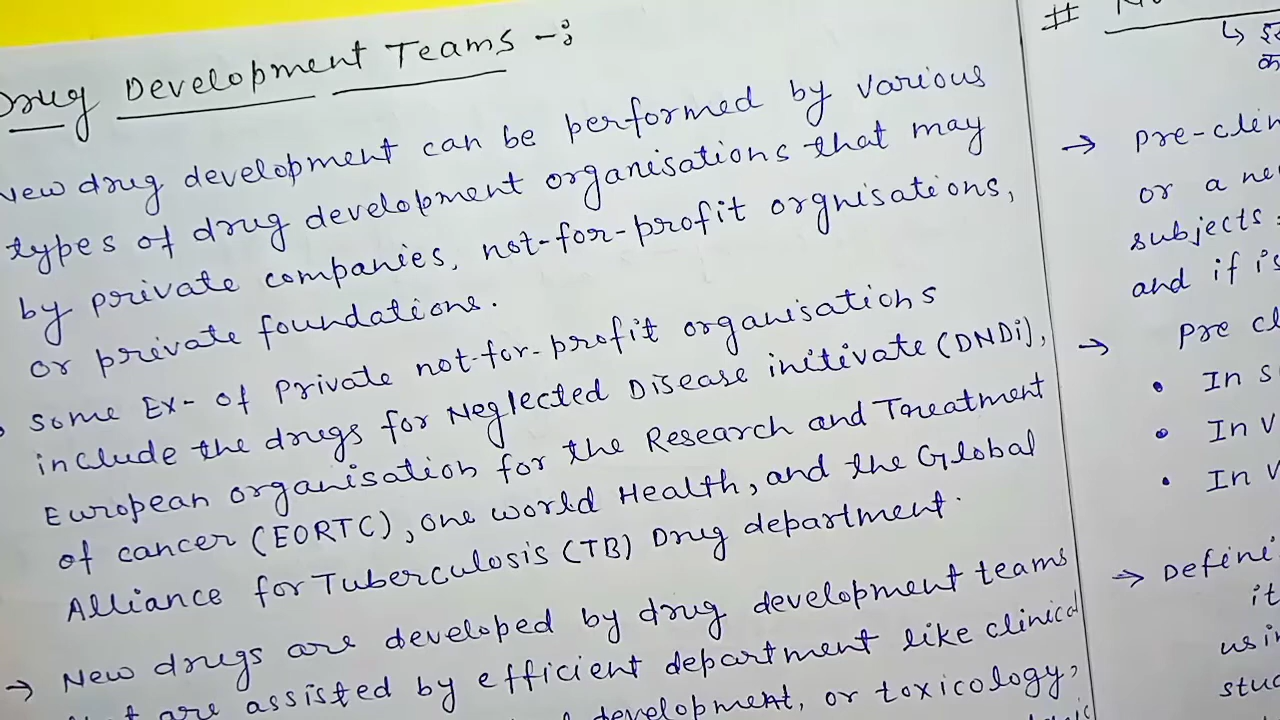 Drug Development Teams -:
New drug development can be performed by various
types of drug development organisations that may
by private companies, not-for-profit orgnisations,
or private foundations.
some Ex- of Private not-for-profit organisations
include the drugs for Neglected Disease initivate (DNDi),
European organisation for the Research and Treatment
of cancer (EORTC), One world Health, and the Global
Alliance for Tuberculosis (TB) Drug department.
→ New drugs are developed by drug development teams
that are assisted by efficient department like clinical
development, or toxicology,
#
→ Pre-clin
or a ne
subjects
and if is
→ Pre cl
• In s
• In v
• In v
→ Define
it
usin
stud